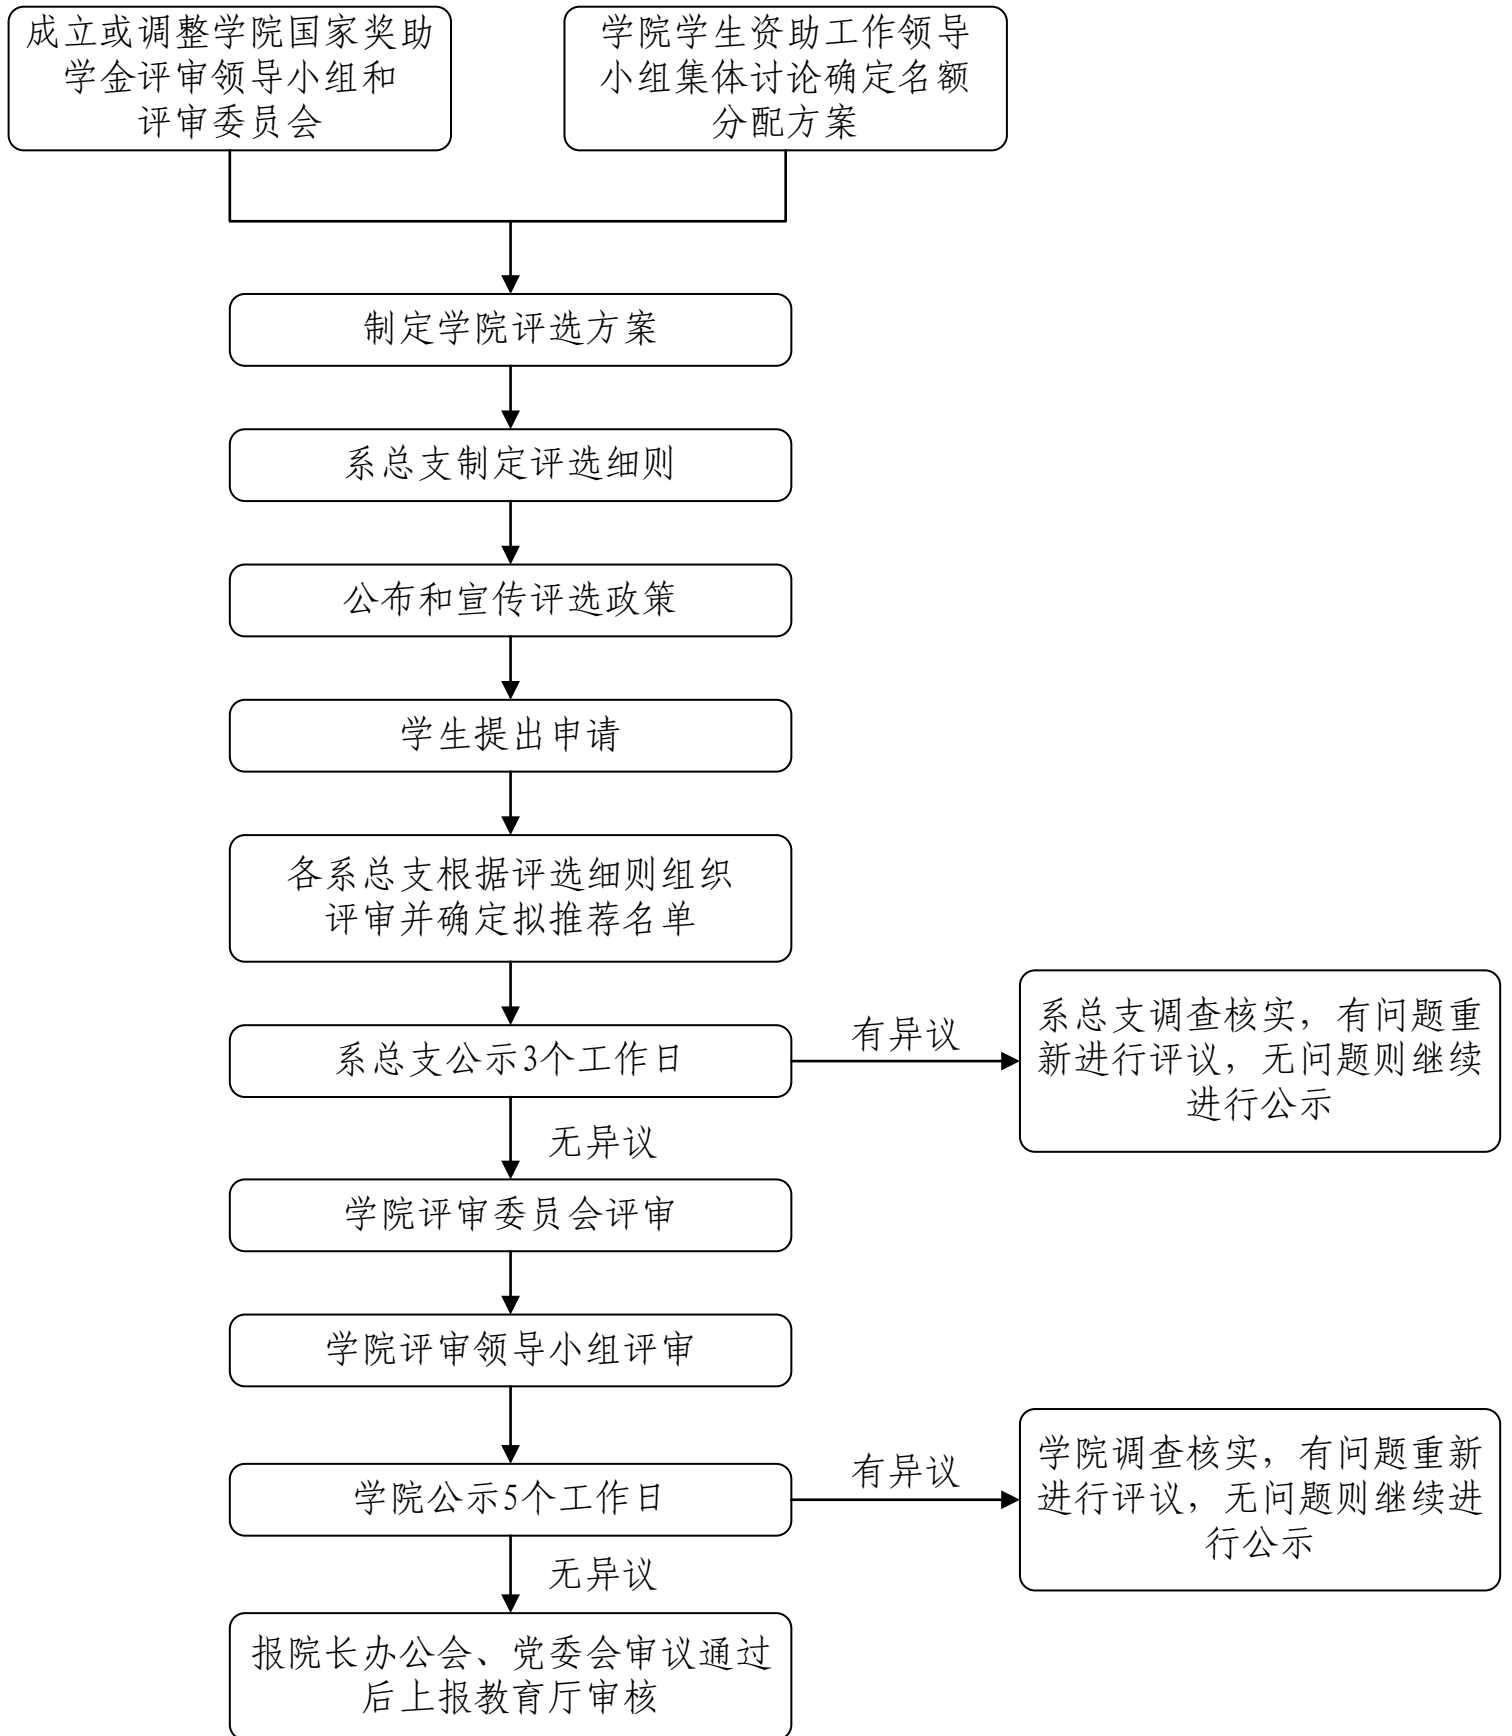 成立或调整学院国家奖助
学金评审领导小组和
评审委员会
学院学生资助工作领导
小组集体讨论确定名额
分配方案
制定学院评选方案
系总支制定评选细则
公布和宣传评选政策
学生提出申请
各系总支根据评选细则组织
评审并确定拟推荐名单
系总支公示3个工作日
有异议
系总支调查核实，有问题重
新进行评议，无问题则继续
进行公示
无异议
学院评审委员会评审
学院评审领导小组评审
学院公示5个工作日
有异议
学院调查核实，有问题重新
进行评议，无问题则继续进
行公示
无异议
报院长办公会、党委会审议通过
后上报教育厅审核